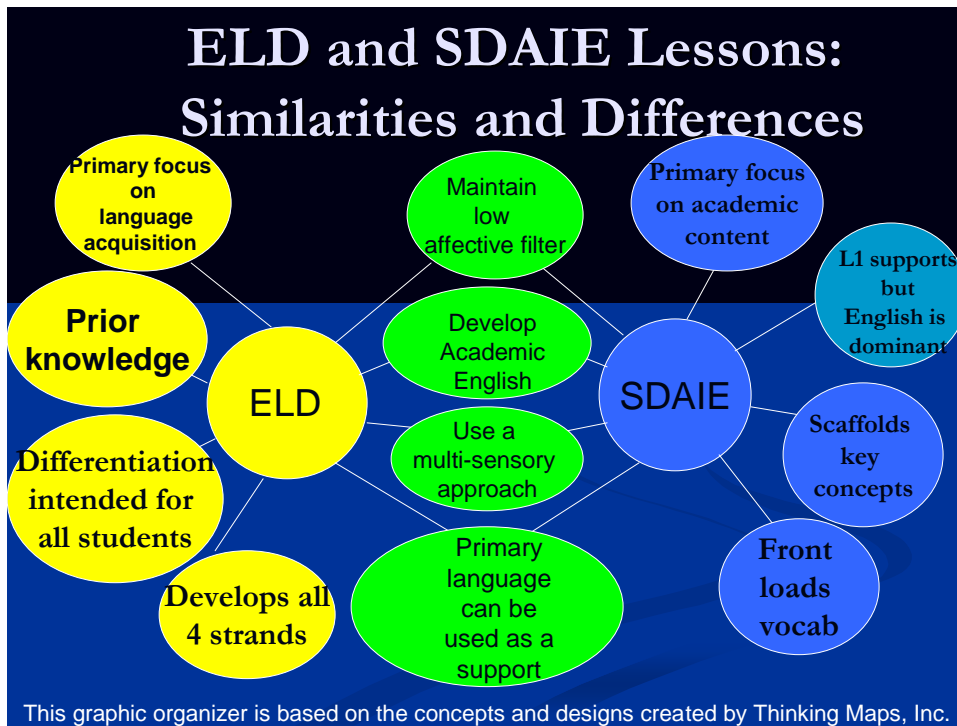 ELD and SDAIE Lessons:
Similarities and Differences
Primary focus
on
language
acquisition
Prior
knowledge
Differentiation
intended for
all students
Develops all
4 strands
ELD
Maintain
low
affective filter
Develop
Academic
English
Use a
multi-sensory
approach
Primary
language
can be
used as a
support
SDAIE
Primary focus
on academic
content
L1 supports
but
English is
dominant
Scaffolds
key
concepts
Front
loads
vocab
This graphic organizer is based on the concepts and designs created by Thinking Maps, Inc.